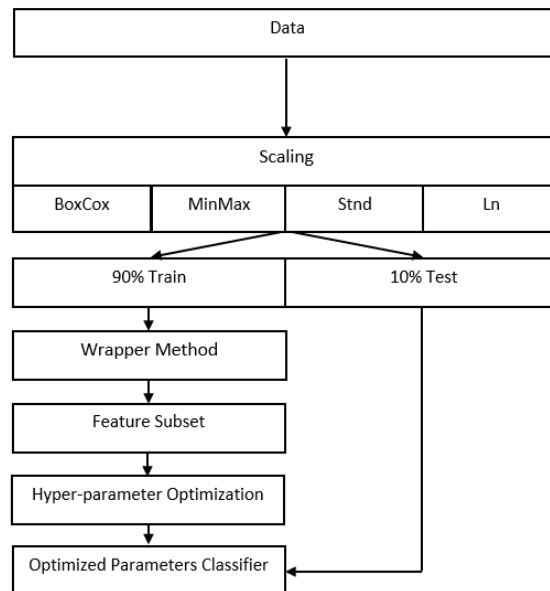 Data
Scaling
BoxCox MinMax Stnd Ln
90% Train 10% Test
Wrapper Method
Feature Subset
Hyper-parameter Optimization
Optimized Parameters Classifier